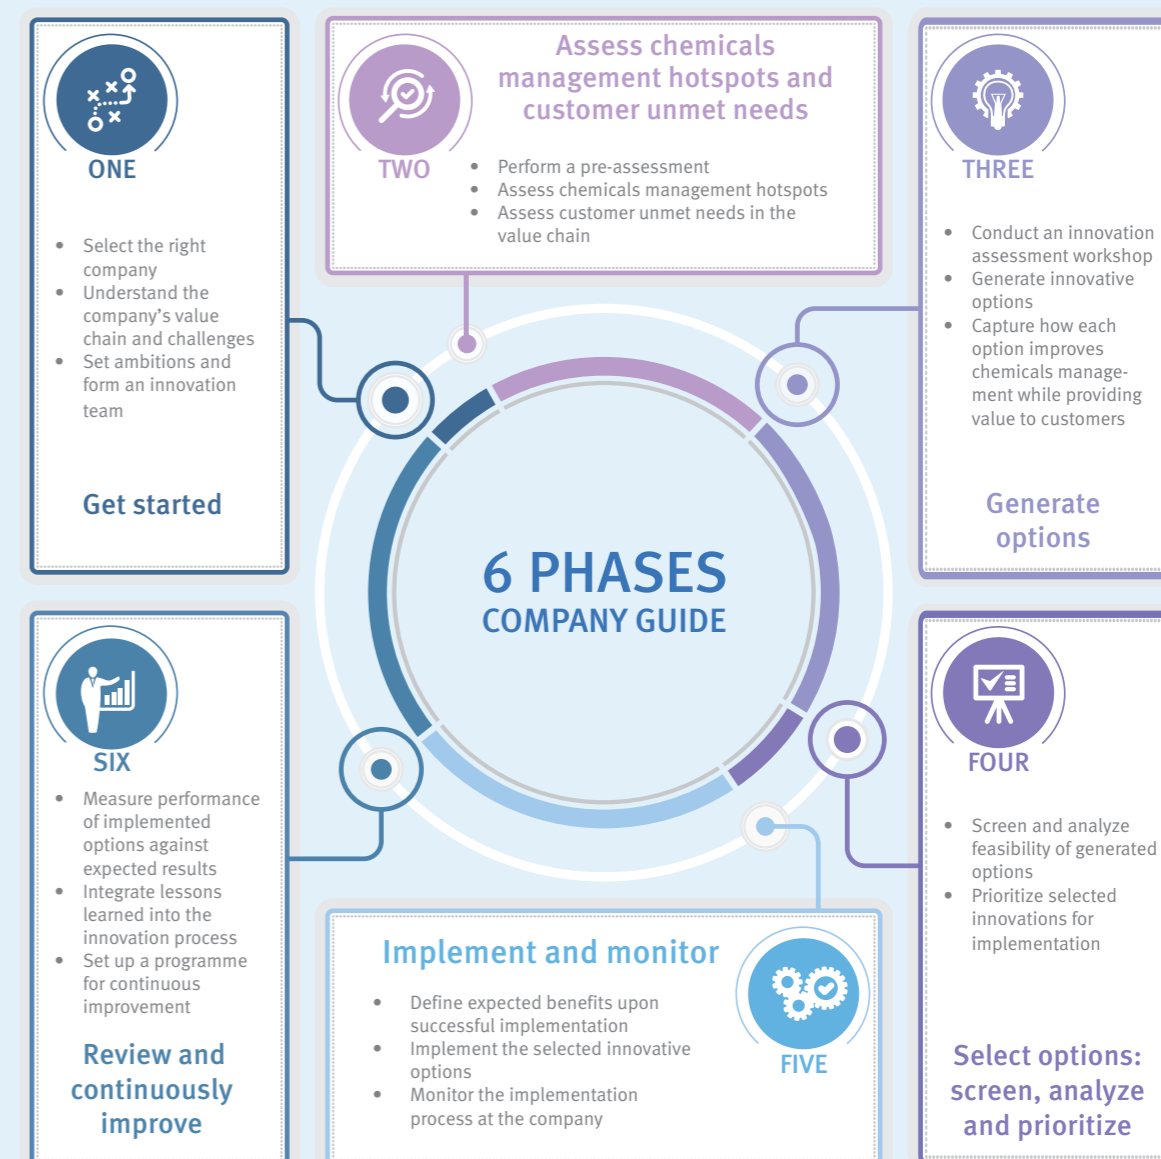 ONE
• Select the right
company
• Understand the
company’s value
chain and challenges
• Set ambitions and
form an innovation
team
Get started
Assess chemicals
management hotspots and
customer unmet needs
TWO
• Perform a pre-assessment
• Assess chemicals management hotspots
• Assess customer unmet needs in the
value chain
THREE
• Conduct an innovation
assessment workshop
• Generate innovative
options
• Capture how each
option improves
chemicals manage-
ment while providing
value to customers
Generate
options
6 PHASES
COMPANY GUIDE
FOUR
• Screen and analyze
feasibility of generated
options
• Prioritize selected
innovations for
implementation
Select options:
screen, analyze
and prioritize
Implement and monitor
• Define expected benefits upon
successful implementation
• Implement the selected innovative
options
• Monitor the implementation
process at the company
FIVE
SIX
• Measure performance
of implemented
options against
expected results
• Integrate lessons
learned into the
innovation process
• Set up a programme
for continuous
improvement
Review and
continuously
improve